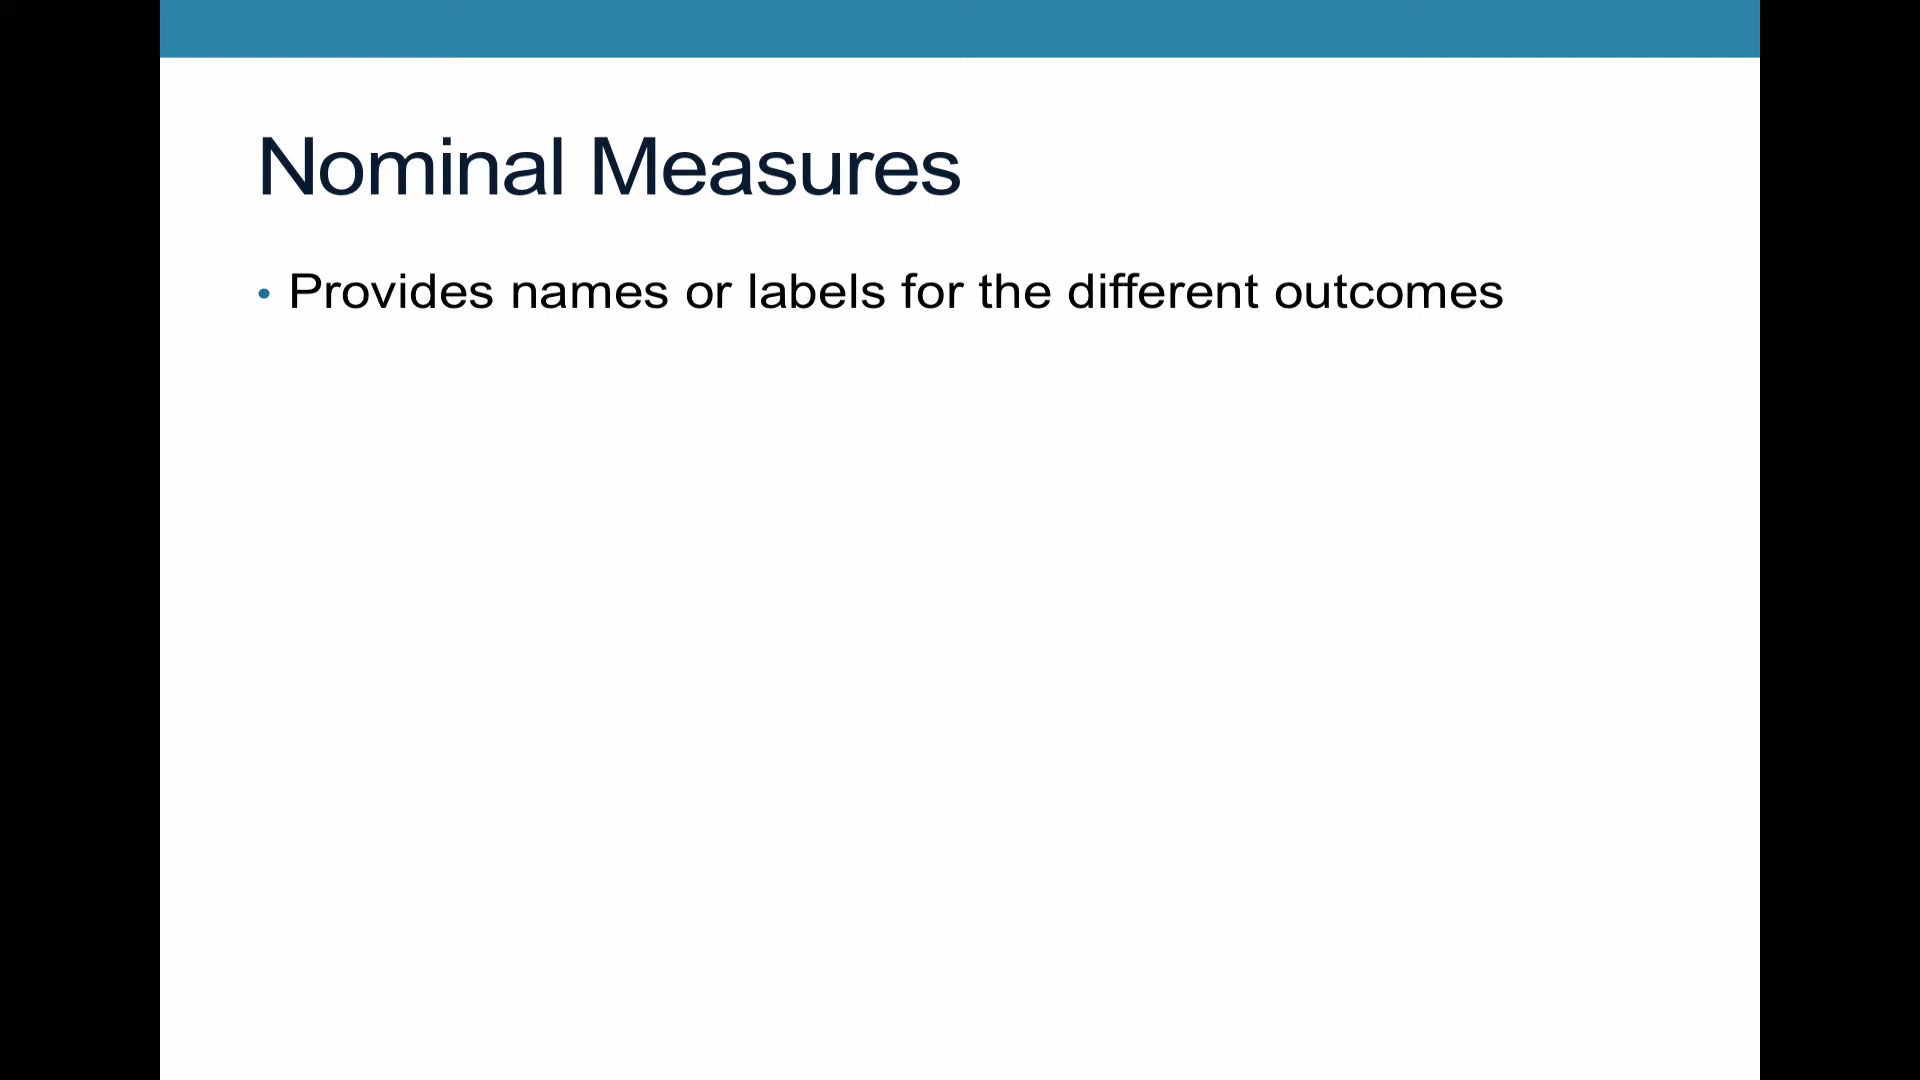 Nominal Measures
• Provides names or labels for the different outcomes